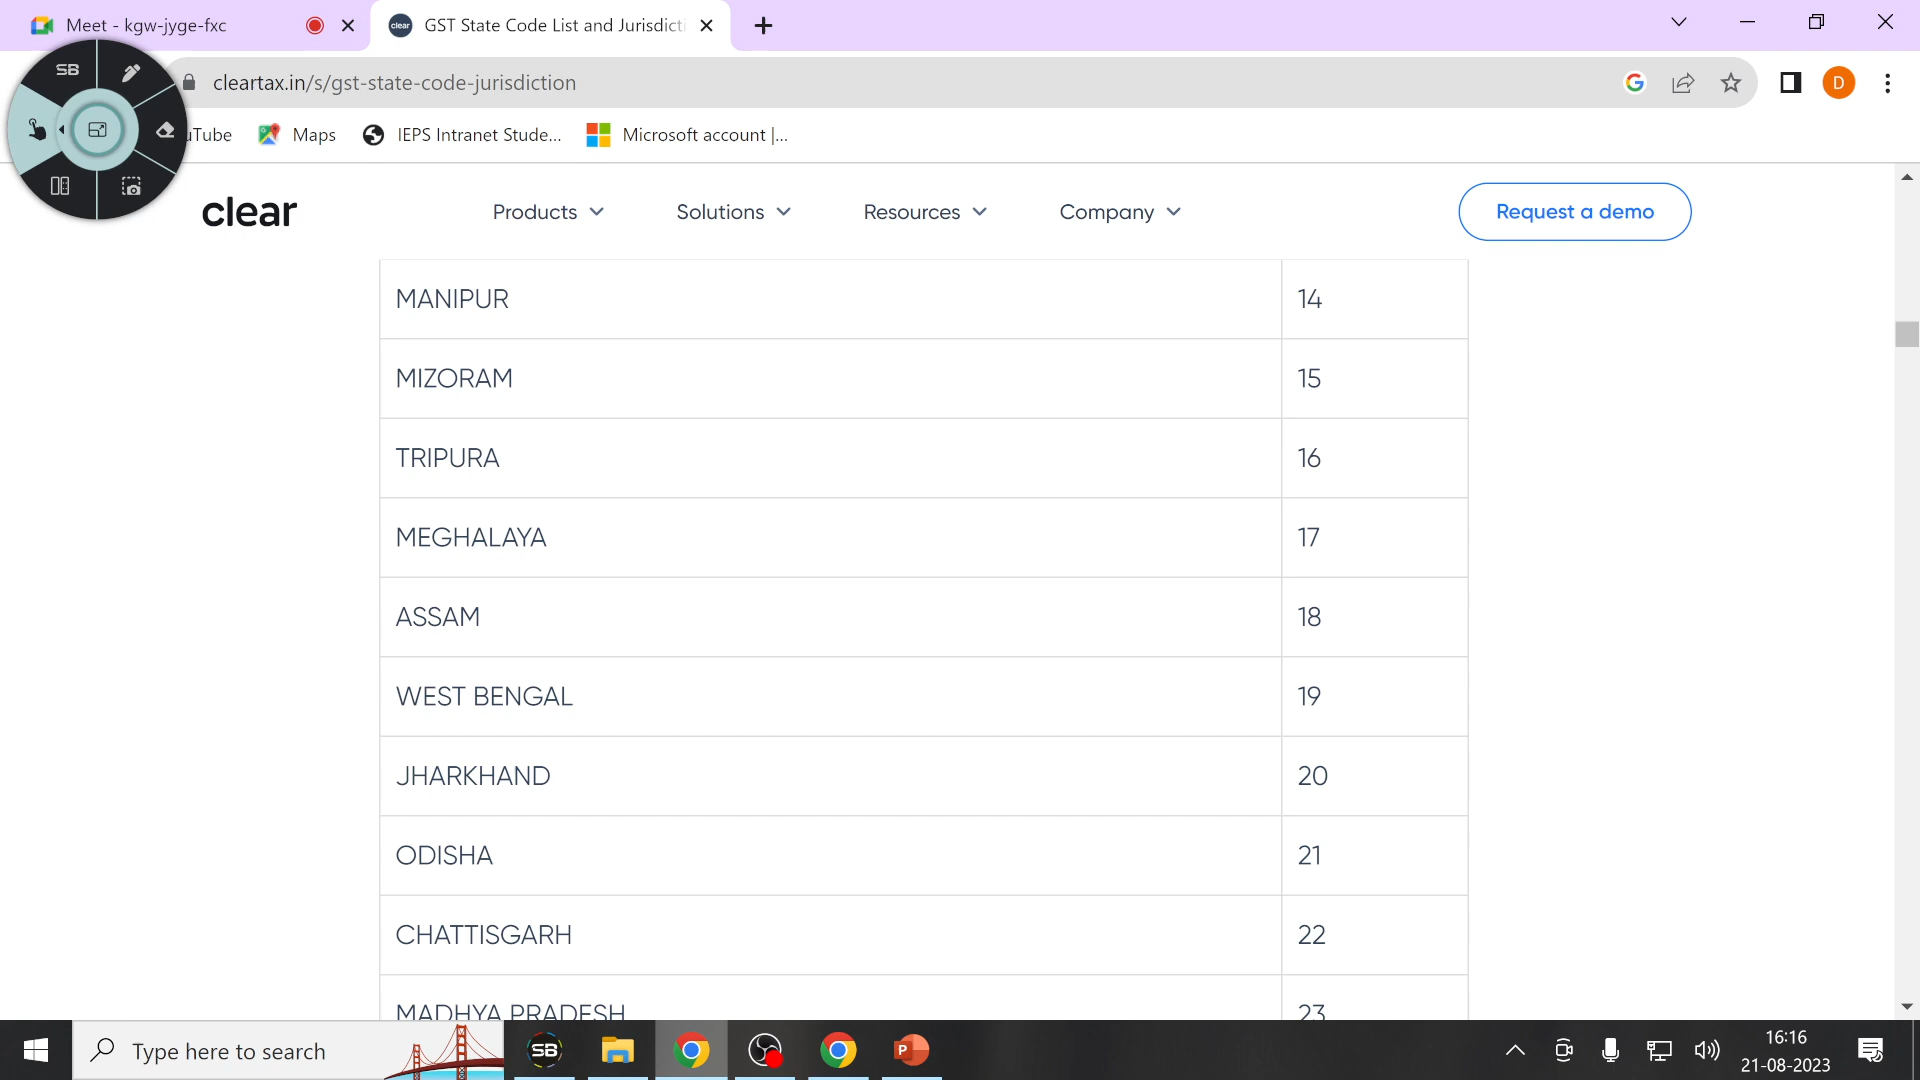 Meet - kgw-jyge-fxc
GST State Code List and Jurisdicti
SB
cleartax.in/s/gst-state-code-jurisdiction
D
uTube
Maps
IEPS Intranet Stude...
Microsoft account |...
clear
Products
Solutions
Resources
Company
Request a demo
MANIPUR 14
MIZORAM 15
TRIPURA 16
MEGHALAYA 17
ASSAM 18
WEST BENGAL 19
JHARKHAND 20
ODISHA 21
CHATTISGARH 22
MADHYA PRADESH 23
Type here to search
SB
P
16:16
21-08-2023